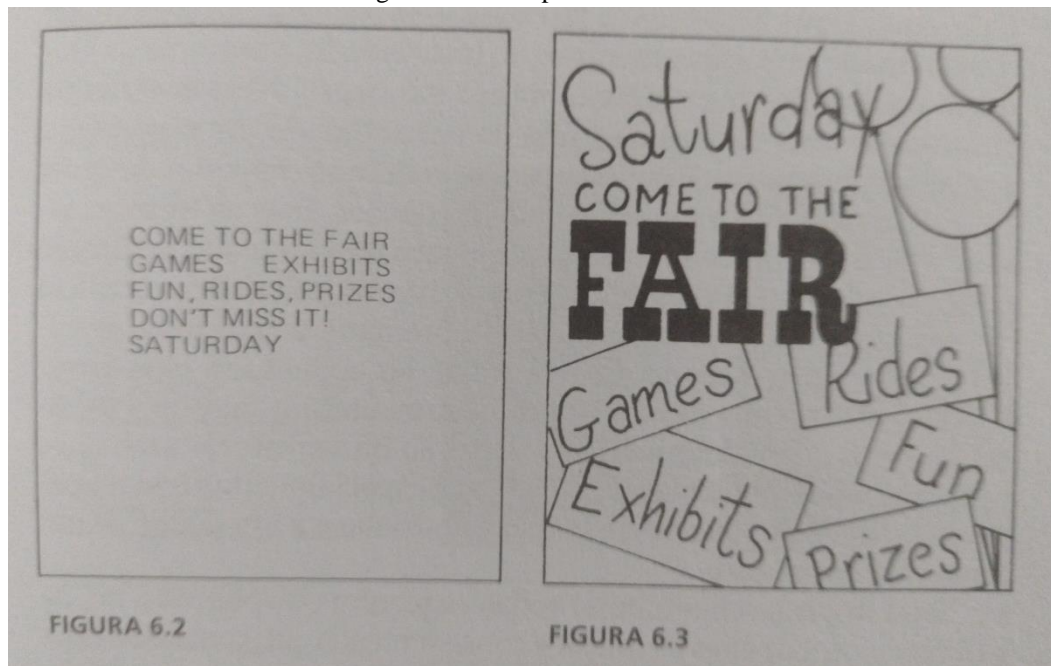 COME TO THE FAIR
GAMES EXHIBITS
FUN, RIDES, PRIZES
DON'T MISS IT!
SATURDAY
FIGURA 6.2
Saturday
COME TO THE
FAIR
Games
Rides
Fun
Exhibits
Prizes
FIGURA 6.3